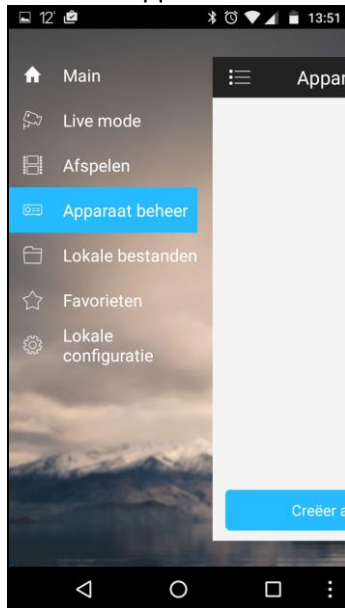 12° 13:51
Main
Appar
Live mode
Afspelen
Apparaat beheer
Lokale bestanden
Favorieten
Lokale
configuratie
Creëer a